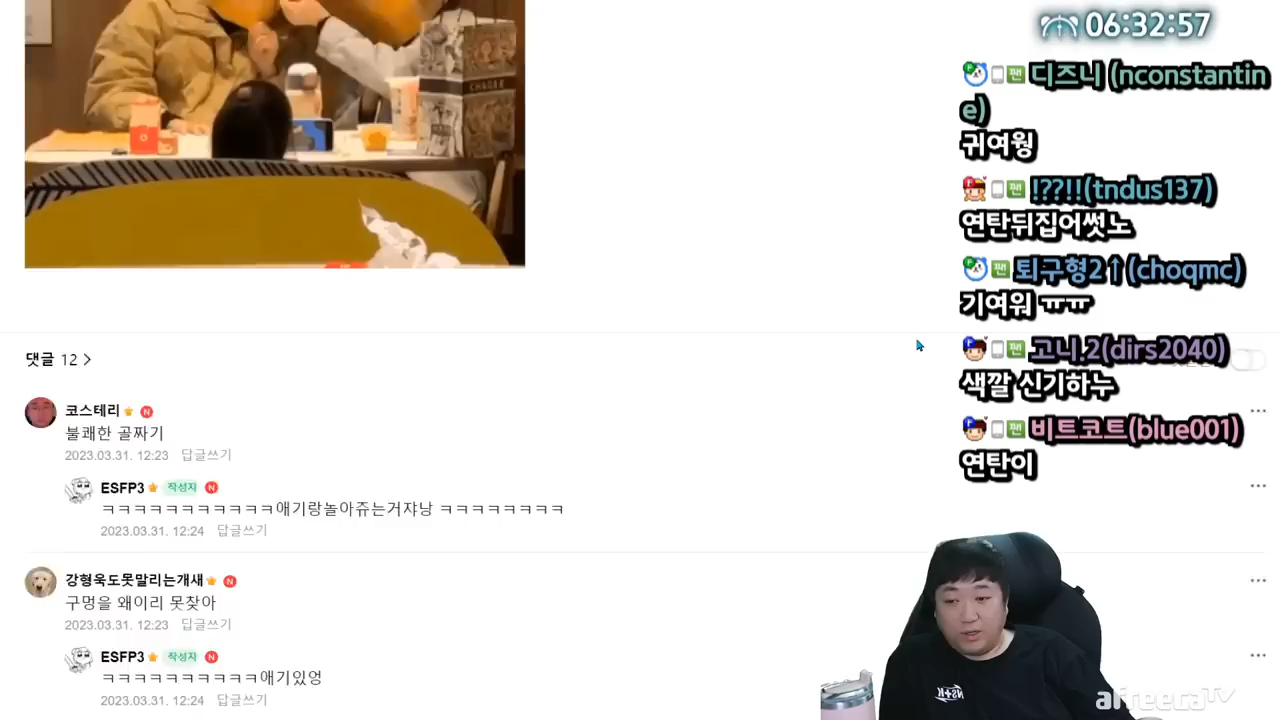 06:32:57
디즈니 (nconstantin
e)
귀여웡
!??!!(tndus137)
연탄뒤집어썻노
퇴구형2↑(choqmc)
기여워 ㅠㅠ
고니.2(dirs2040)
색깔 신기하누
비트코트(blue001)
연탄이
댓글 12 >
코스테리 N
불쾌한 골짜기
2023.03.31. 12:23 답글쓰기
ESFP3 작성자 N
ㅋㅋㅋㅋㅋㅋㅋㅋㅋㅋㅋ애기랑놀아쥬는거쟈낭 ㅋㅋㅋㅋㅋㅋㅋㅋ
2023.03.31. 12:24 답글쓰기
강형욱도못말리는개새 N
구멍을 왜이리 못찾아
2023.03.31. 12:23 답글쓰기
ESFP3 작성자 N
ㅋㅋㅋㅋㅋㅋㅋㅋㅋㅋ애기있엉
2023.03.31. 12:24 답글쓰기
afreecaTV